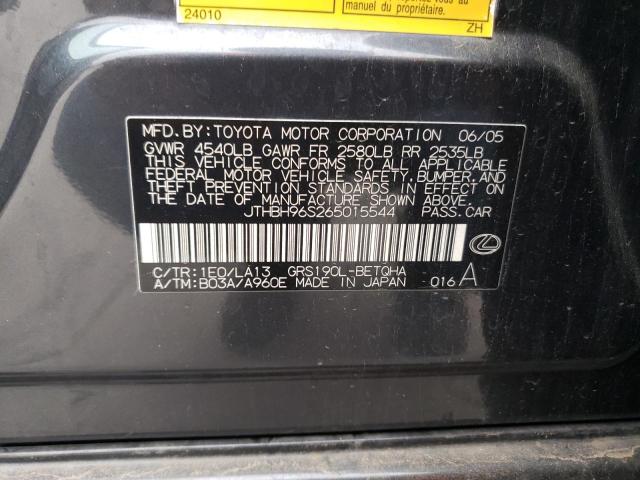 manuel du propriétaire.
24010
ZH
MFD. BY: TOYOTA MOTOR CORPORATION 06/05
GVWR 4540LB GAWR FR 2580LB RR 2535LB
THIS VEHICLE CONFORMS TO ALL APPLICABLE
FEDERAL MOTOR VEHICLE SAFETY, BUMPER, AND
THEFT PREVENTION STANDARDS IN EFFECT ON
THE DATE OF MANUFACTURE SHOWN ABOVE.
JTHBH96S265015544 PASS.CAR
C/TR: 1E0/LA13 GRS190L-BETQHA
A/TM: B03A/A960E MADE IN JAPAN 016 A